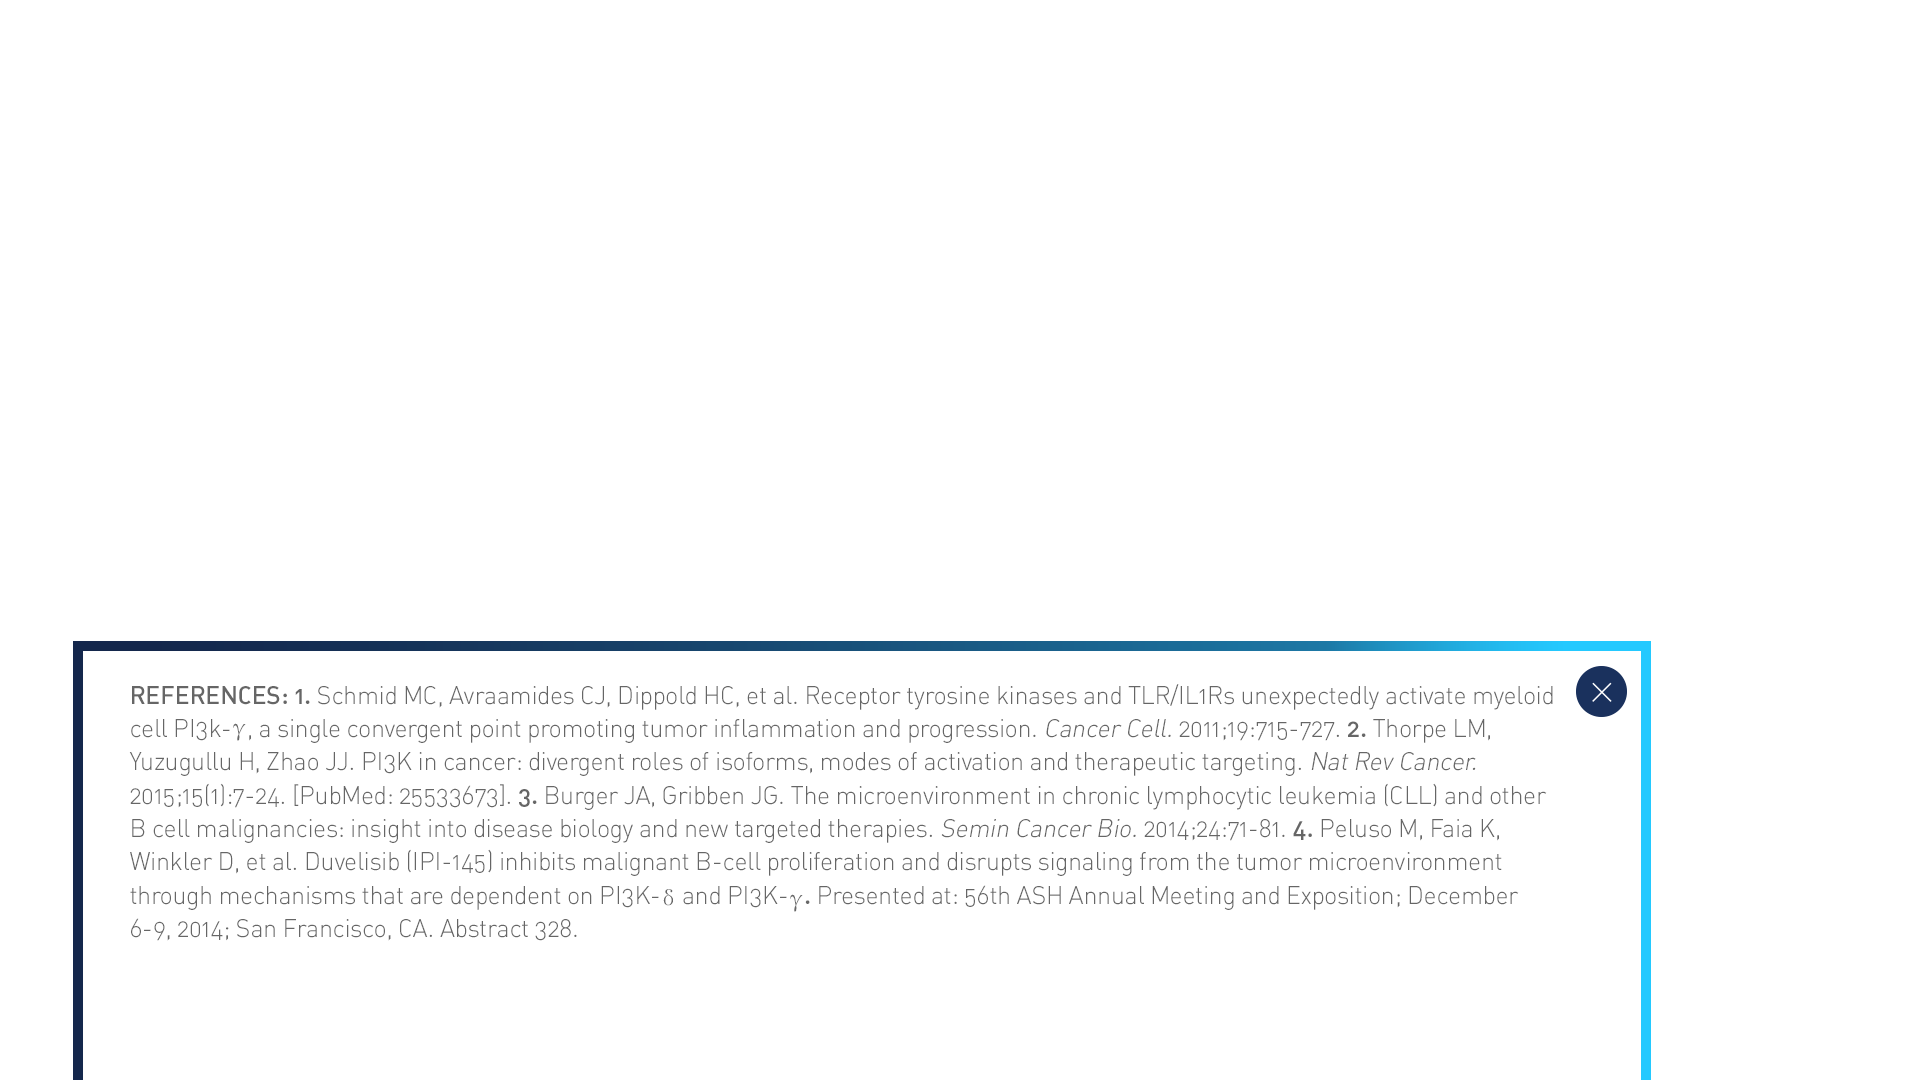 REFERENCES: 1. Schmid MC, Avraamides CJ, Dippold HC, et al. Receptor tyrosine kinases and TLR/IL1Rs unexpectedly activate myeloid
cell PI3k-γ, a single convergent point promoting tumor inflammation and progression. Cancer Cell. 2011;19:715-727. 2. Thorpe LM,
Yuzugullu H, Zhao JJ. PI3K in cancer: divergent roles of isoforms, modes of activation and therapeutic targeting. Nat Rev Cancer.
2015;15(1):7-24. [PubMed: 25533673]. 3. Burger JA, Gribben JG. The microenvironment in chronic lymphocytic leukemia (CLL) and other
B cell malignancies: insight into disease biology and new targeted therapies. Semin Cancer Bio. 2014;24:71-81. 4. Peluso M, Faia K,
Winkler D, et al. Duvelisib (IPI-145) inhibits malignant B-cell proliferation and disrupts signaling from the tumor microenvironment
through mechanisms that are dependent on PI3K-δ and PI3K-γ. Presented at: 56th ASH Annual Meeting and Exposition; December
6-9, 2014; San Francisco, CA. Abstract 328.